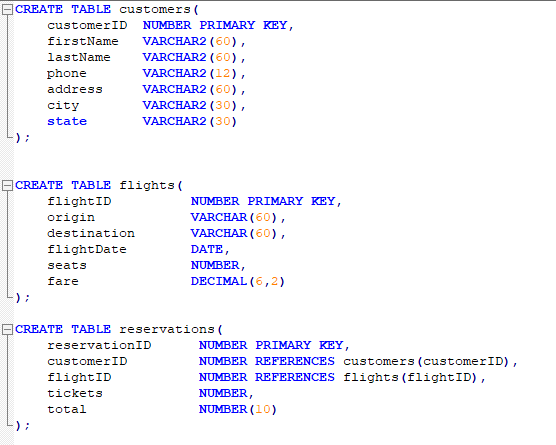 CREATE TABLE customers(
    customerID  NUMBER PRIMARY KEY,
    firstName   VARCHAR2(60),
    lastName    VARCHAR2(60),
    phone       VARCHAR2(12),
    address     VARCHAR2(60),
    city        VARCHAR2(30),
    state       VARCHAR2(30)
);
CREATE TABLE flights(
    flightID          NUMBER PRIMARY KEY,
    origin            VARCHAR(60),
    destination       VARCHAR(60),
    flightDate        DATE,
    seats             NUMBER,
    fare              DECIMAL(6,2)
);
CREATE TABLE reservations(
    reservationID      NUMBER PRIMARY KEY,
    customerID         NUMBER REFERENCES customers(customerID),
    flightID           NUMBER REFERENCES flights(flightID),
    tickets            NUMBER,
    total              NUMBER(10)
);